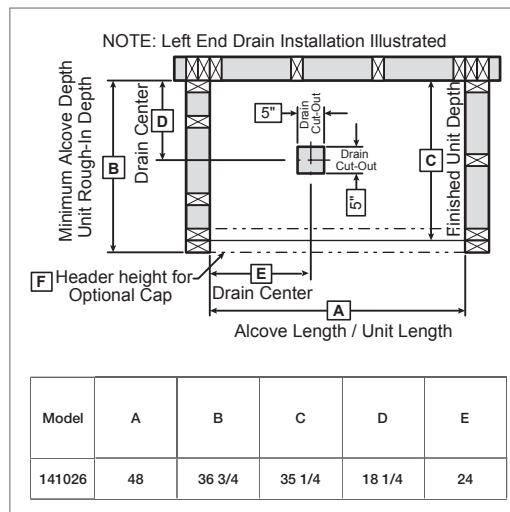 NOTE: Left End Drain Installation Illustrated
Minimum Alcove Depth
Unit Rough-In Depth
B
Drain Center
D
5"
Drain
Cut-Out
Drain
Cut-Out
5"
C
Finished Unit Depth
F Header height for
Optional Cap
E
Drain Center
A
Alcove Length / Unit Length
Model A B C D E
141026 48 36 3/4 35 1/4 18 1/4 24